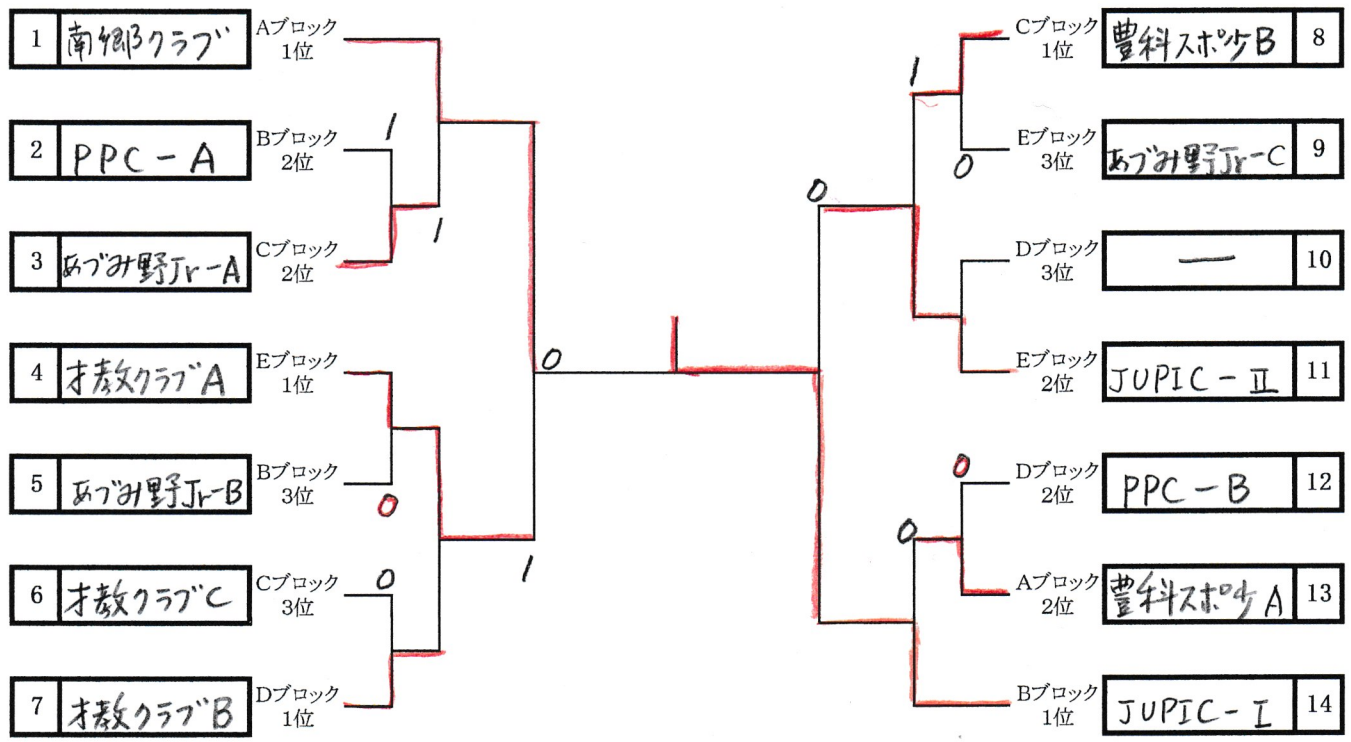 1 南郷クラブ Aブロック 1位
2 PPC-A Bブロック 2位
3 あづみ野Jr-A Cブロック 2位
4 才教クラブA Eブロック 1位
5 あづみ野Jr-B Bブロック 3位
6 才教クラブC Cブロック 3位
7 才教クラブB Dブロック 1位
1
1
0
0
0
1
Cブロック 1位 豊科スポ少B 8
Eブロック 3位 あづみ野Jr-C 9
Dブロック 3位 ー 10
Eブロック 2位 JUPIC-Ⅱ 11
Dブロック 2位 PPC-B 12
Aブロック 2位 豊科スポ少A 13
Bブロック 1位 JUPIC-I 14
1
0
0
0
0